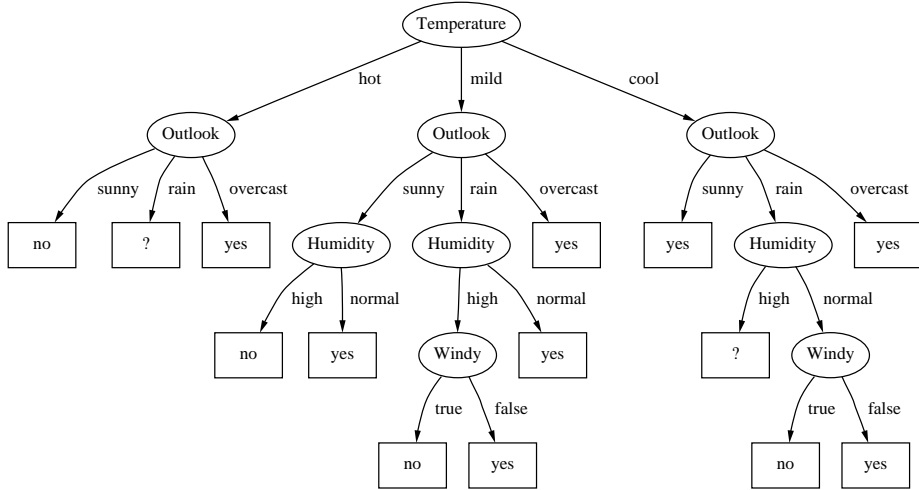 Temperature
hot mild cool
Outlook Outlook Outlook
sunny rain overcast sunny rain overcast sunny rain overcast
no ? yes Humidity Humidity yes yes Humidity yes
high normal high normal high normal
no yes Windy yes ? Windy
true false true false
no yes no yes